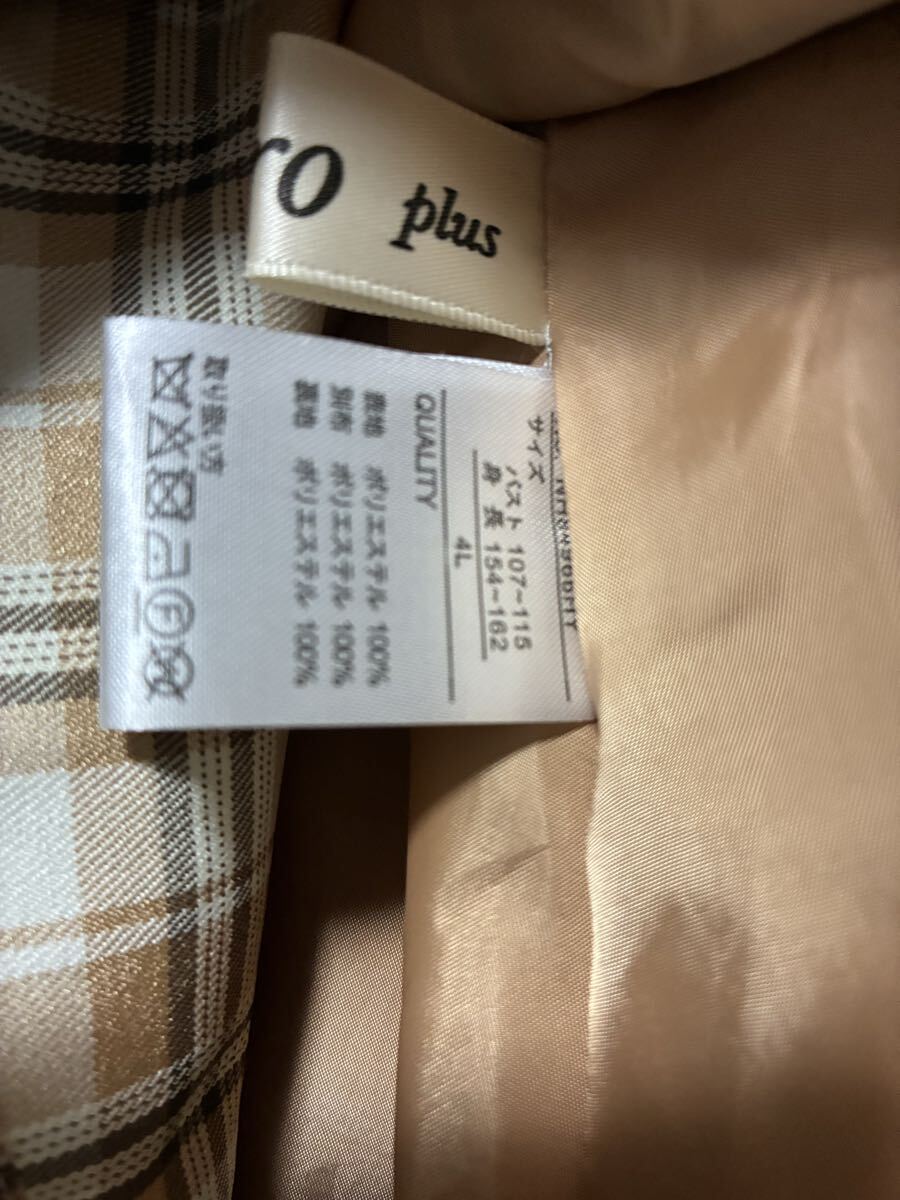 ro plus
サイズ
バスト 107~115
身 長 154~162
4L
QUALITY
表地 ポリエステル 100%
別布 ポリエステル 100%
裏地 ポリエステル 100%
取り扱い方
F